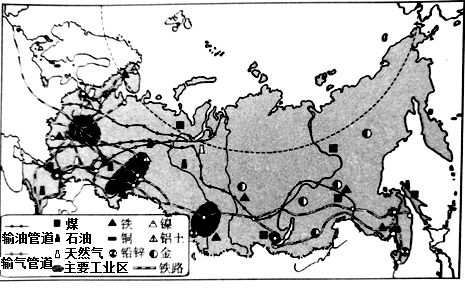 煤 铁 镍
输油管道 石油 铜 铝土
天然气 铅锌 金
输气管道 主要工业区 铁路